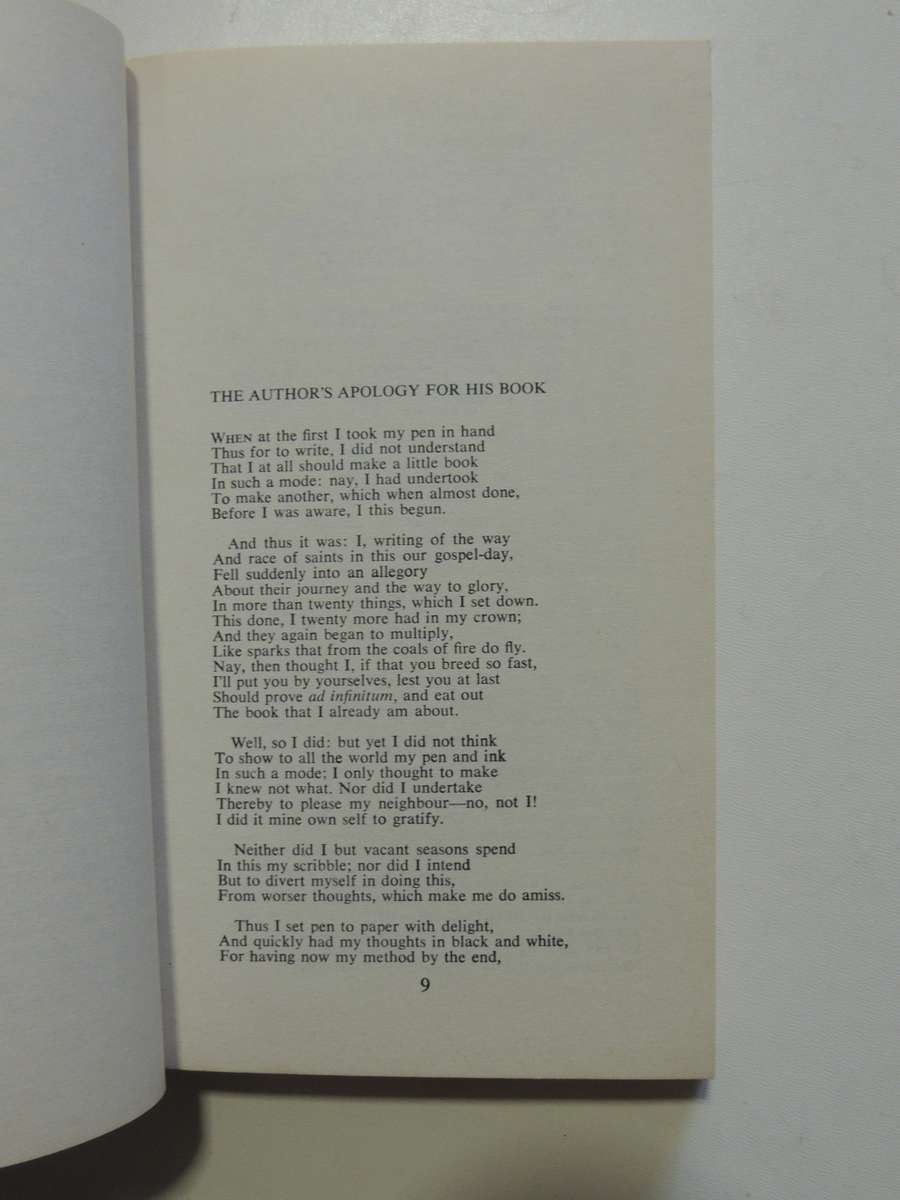 THE AUTHOR'S APOLOGY FOR HIS BOOK
WHEN at the first I took my pen in hand
Thus for to write, I did not understand
That I at all should make a little book
In such a mode: nay, I had undertook
To make another, which when almost done,
Before I was aware, I this begun.
And thus it was: I, writing of the way
And race of saints in this our gospel-day,
Fell suddenly into an allegory
About their journey and the way to glory,
In more than twenty things, which I set down.
This done, I twenty more had in my crown;
And they again began to multiply,
Like sparks that from the coals of fire do fly.
Nay, then thought I, if that you breed so fast,
I'll put you by yourselves, lest you at last
Should prove ad infinitum, and eat out
The book that I already am about.
Well, so I did: but yet I did not think
To show to all the world my pen and ink
In such a mode; I only thought to make
I knew not what. Nor did I undertake
Thereby to please my neighbour—no, not I!
I did it mine own self to gratify.
Neither did I but vacant seasons spend
In this my scribble; nor did I intend
But to divert myself in doing this,
From worser thoughts, which make me do amiss.
Thus I set pen to paper with delight,
And quickly had my thoughts in black and white,
For having now my method by the end,
9